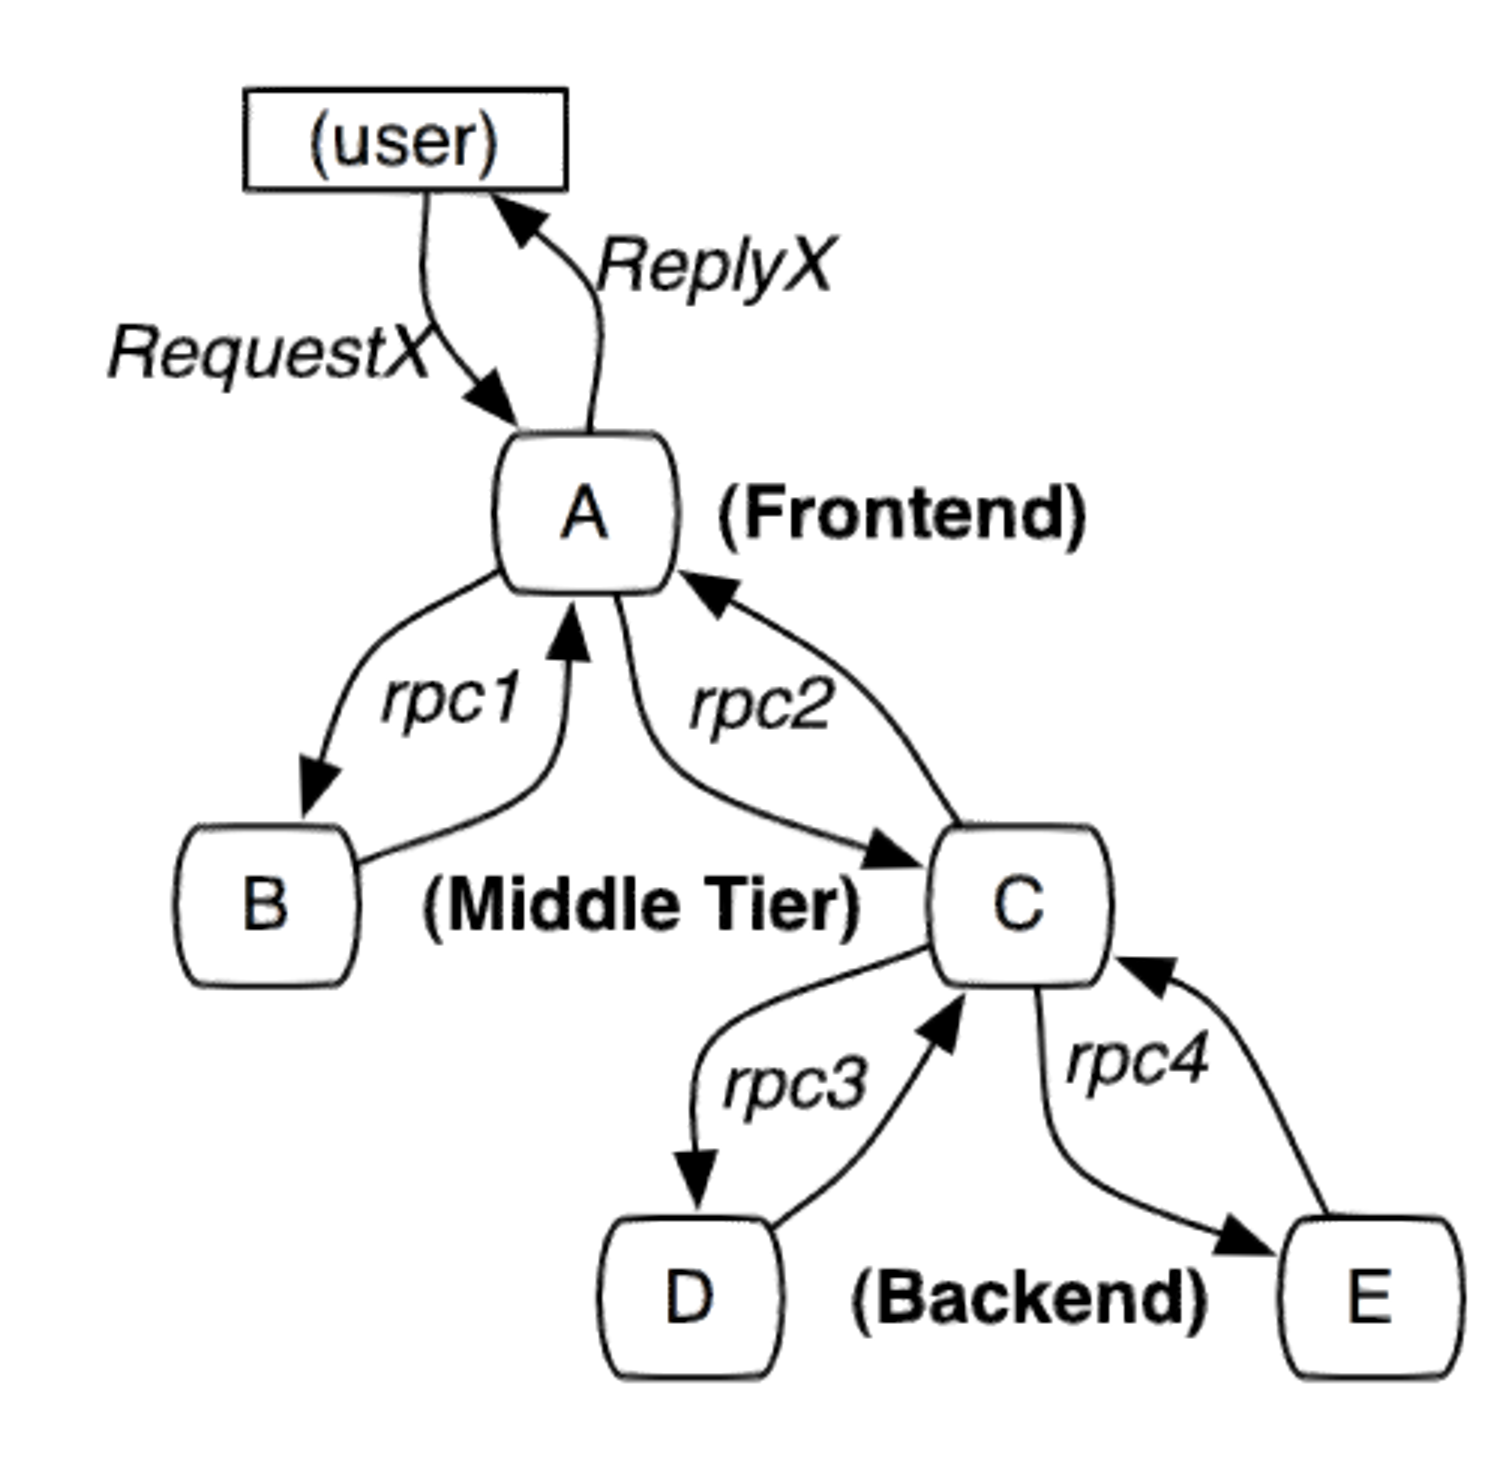 (user)
ReplyX
RequestX
A
(Frontend)
rpc1
rpc2
B
(Middle Tier)
C
rpc3
rpc4
D
(Backend)
E